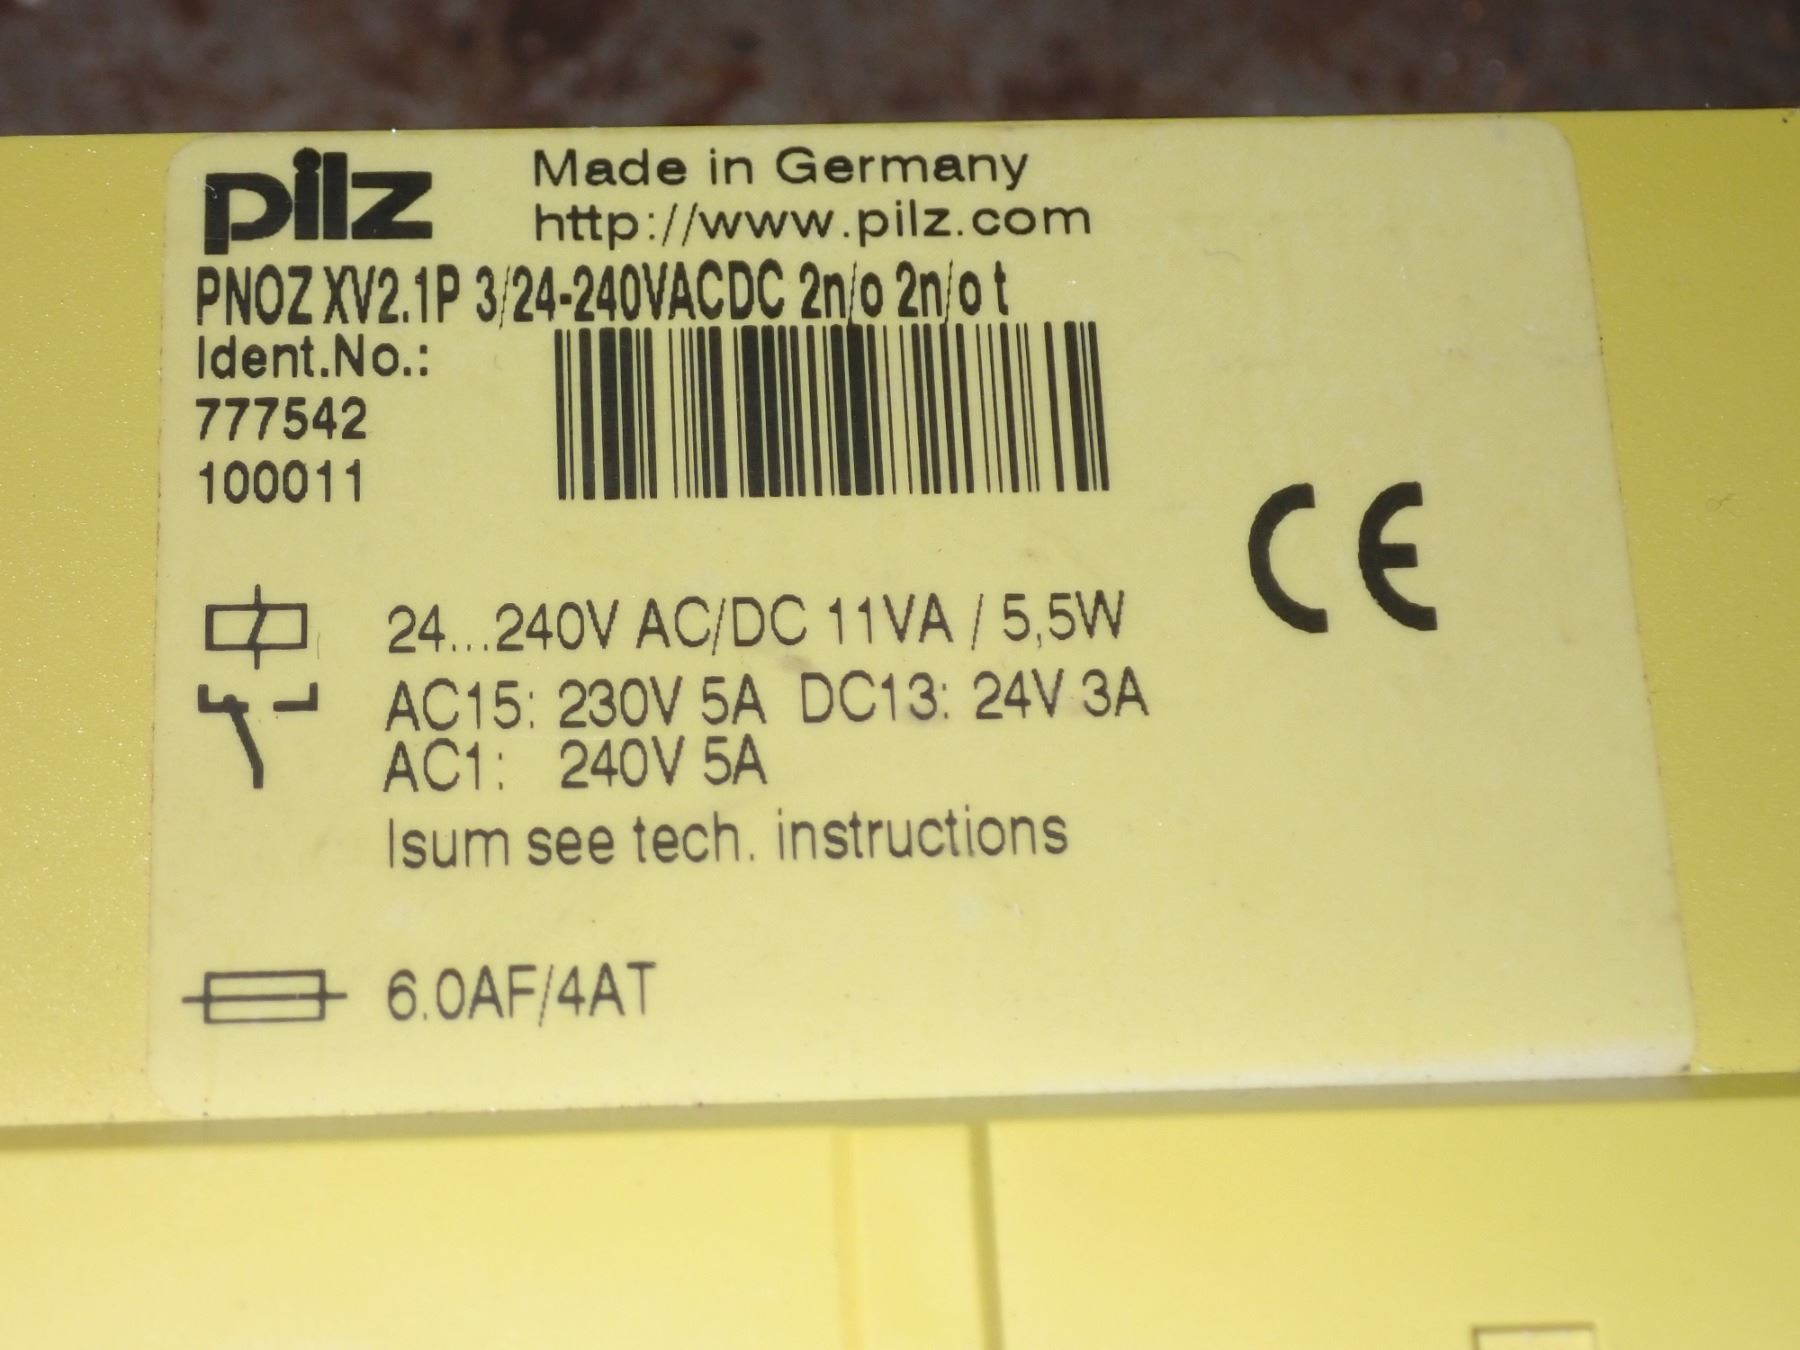 pilz
Made in Germany
http://www.pilz.com
PNOZ XV2.1P 3/24-240VACDC 2n/o 2n/o t
Ident.No.:
777542
100011
CE
24...240V AC/DC 11VA / 5,5W
AC15: 230V 5A DC13: 24V 3A
AC1: 240V 5A
Isum see tech. instructions
6.0AF/4AT